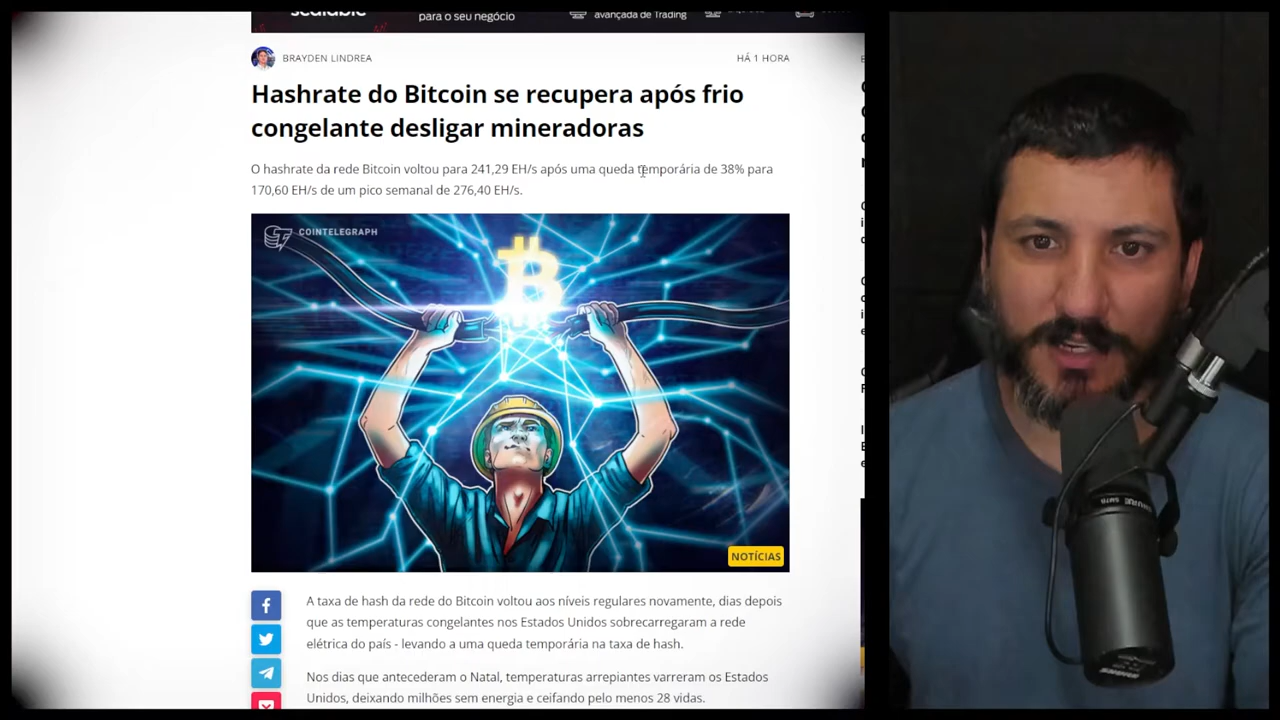 scalable
para o seu negócio
avançada de Trading
BRAYDEN LINDREA
HÁ 1 HORA
Hashrate do Bitcoin se recupera após frio
congelante desligar mineradoras
O hashrate da rede Bitcoin voltou para 241,29 EH/s após uma queda temporária de 38% para
170,60 EH/s de um pico semanal de 276,40 EH/s.
COINTELEGRAPH
NOTÍCIAS
A taxa de hash da rede do Bitcoin voltou aos níveis regulares novamente, dias depois
que as temperaturas congelantes nos Estados Unidos sobrecarregaram a rede
elétrica do país - levando a uma queda temporária na taxa de hash.
Nos dias que antecederam o Natal, temperaturas arrepiantes varreram os Estados
Unidos, deixando milhões sem energia e ceifando pelo menos 28 vidas.
SHURE SM7B